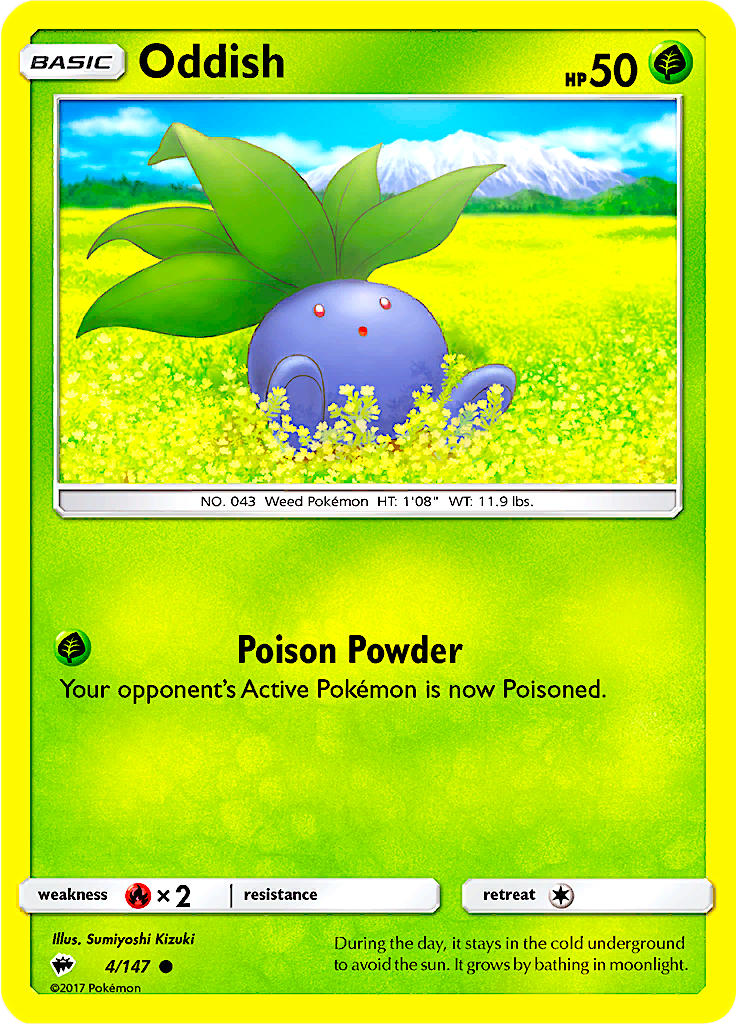 BASIC Oddish HP 50
NO. 043 Weed Pokémon HT: 1'08" WT: 11.9 lbs.
Poison Powder
Your opponent's Active Pokémon is now Poisoned.
weakness × 2 resistance retreat
Illus. Sumiyoshi Kizuki
4/147
©2017 Pokémon
During the day, it stays in the cold underground
to avoid the sun. It grows by bathing in moonlight.